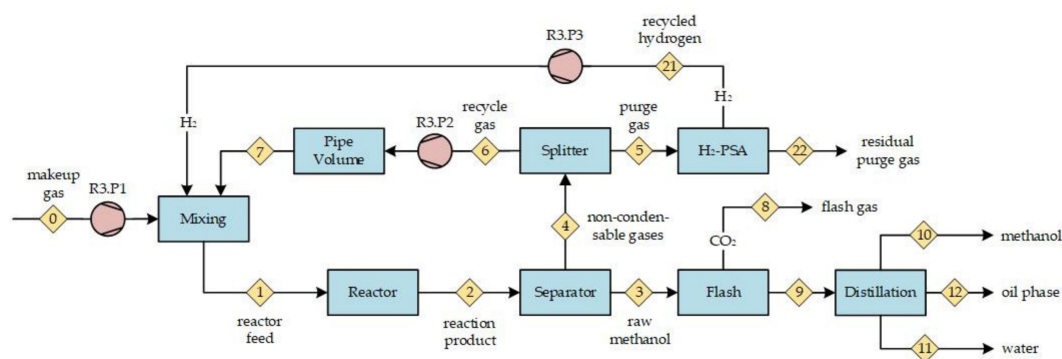 recycled
hydrogen
R3.P3
21
H₂
H₂
R3.P2
recycle
gas
purge
gas
7
Pipe
Volume
6
Splitter
5
H₂-PSA
22
residual
purge gas
makeup
gas
R3.P1
0
Mixing
4
non-conden-
sable gases
8
flash gas
CO₂
10
methanol
1
Reactor
2
Separator
3
Flash
9
Distillation
12
oil phase
reactor
feed
reaction
product
raw
methanol
11
water